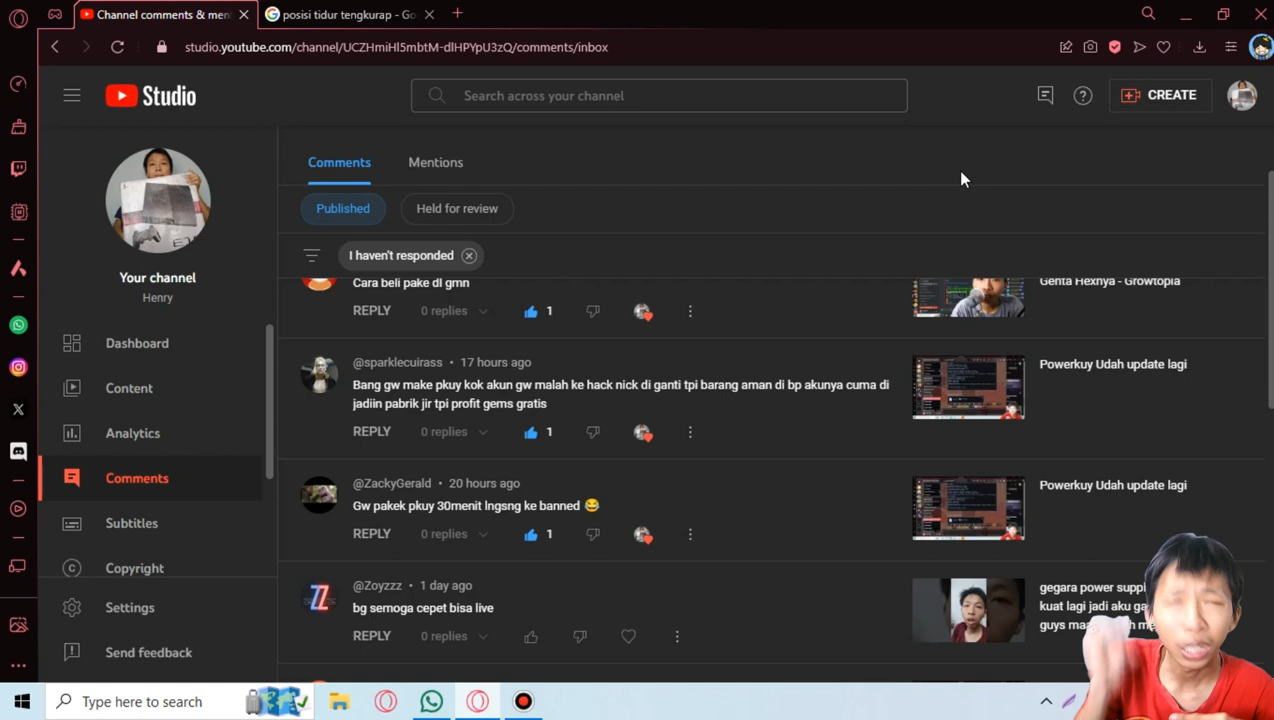 Channel comments & men
posisi tidur tengkurap - Go
studio.youtube.com/channel/UCZHmiHl5mbtM-dlHPYpU3zQ/comments/inbox
Studio
Search across your channel
CREATE
Your channel
Henry
Dashboard
Content
Analytics
Comments
Subtitles
Copyright
Settings
Send feedback
Comments
Mentions
Published
Held for review
I haven't responded
Cara beli pake dl gmn
REPLY 0 replies 1
Genta Hexnya - Growtopia
@sparklecuirass • 17 hours ago
Bang gw make pkuy kok akun gw malah ke hack nick di ganti tpi barang aman di bp akunya cuma di
jadiin pabrik jir tpi profit gems gratis
REPLY 0 replies 1
Powerkuy Udah update lagi
@ZackyGerald • 20 hours ago
Gw pakek pkuy 30menit lngsng ke banned 😂
REPLY 0 replies 1
Powerkuy Udah update lagi
@Zoyzzz • 1 day ago
bg semoga cepet bisa live
REPLY 0 replies
gegara power suppl
kuat lagi jadi aku ga
guys maa
Type here to search